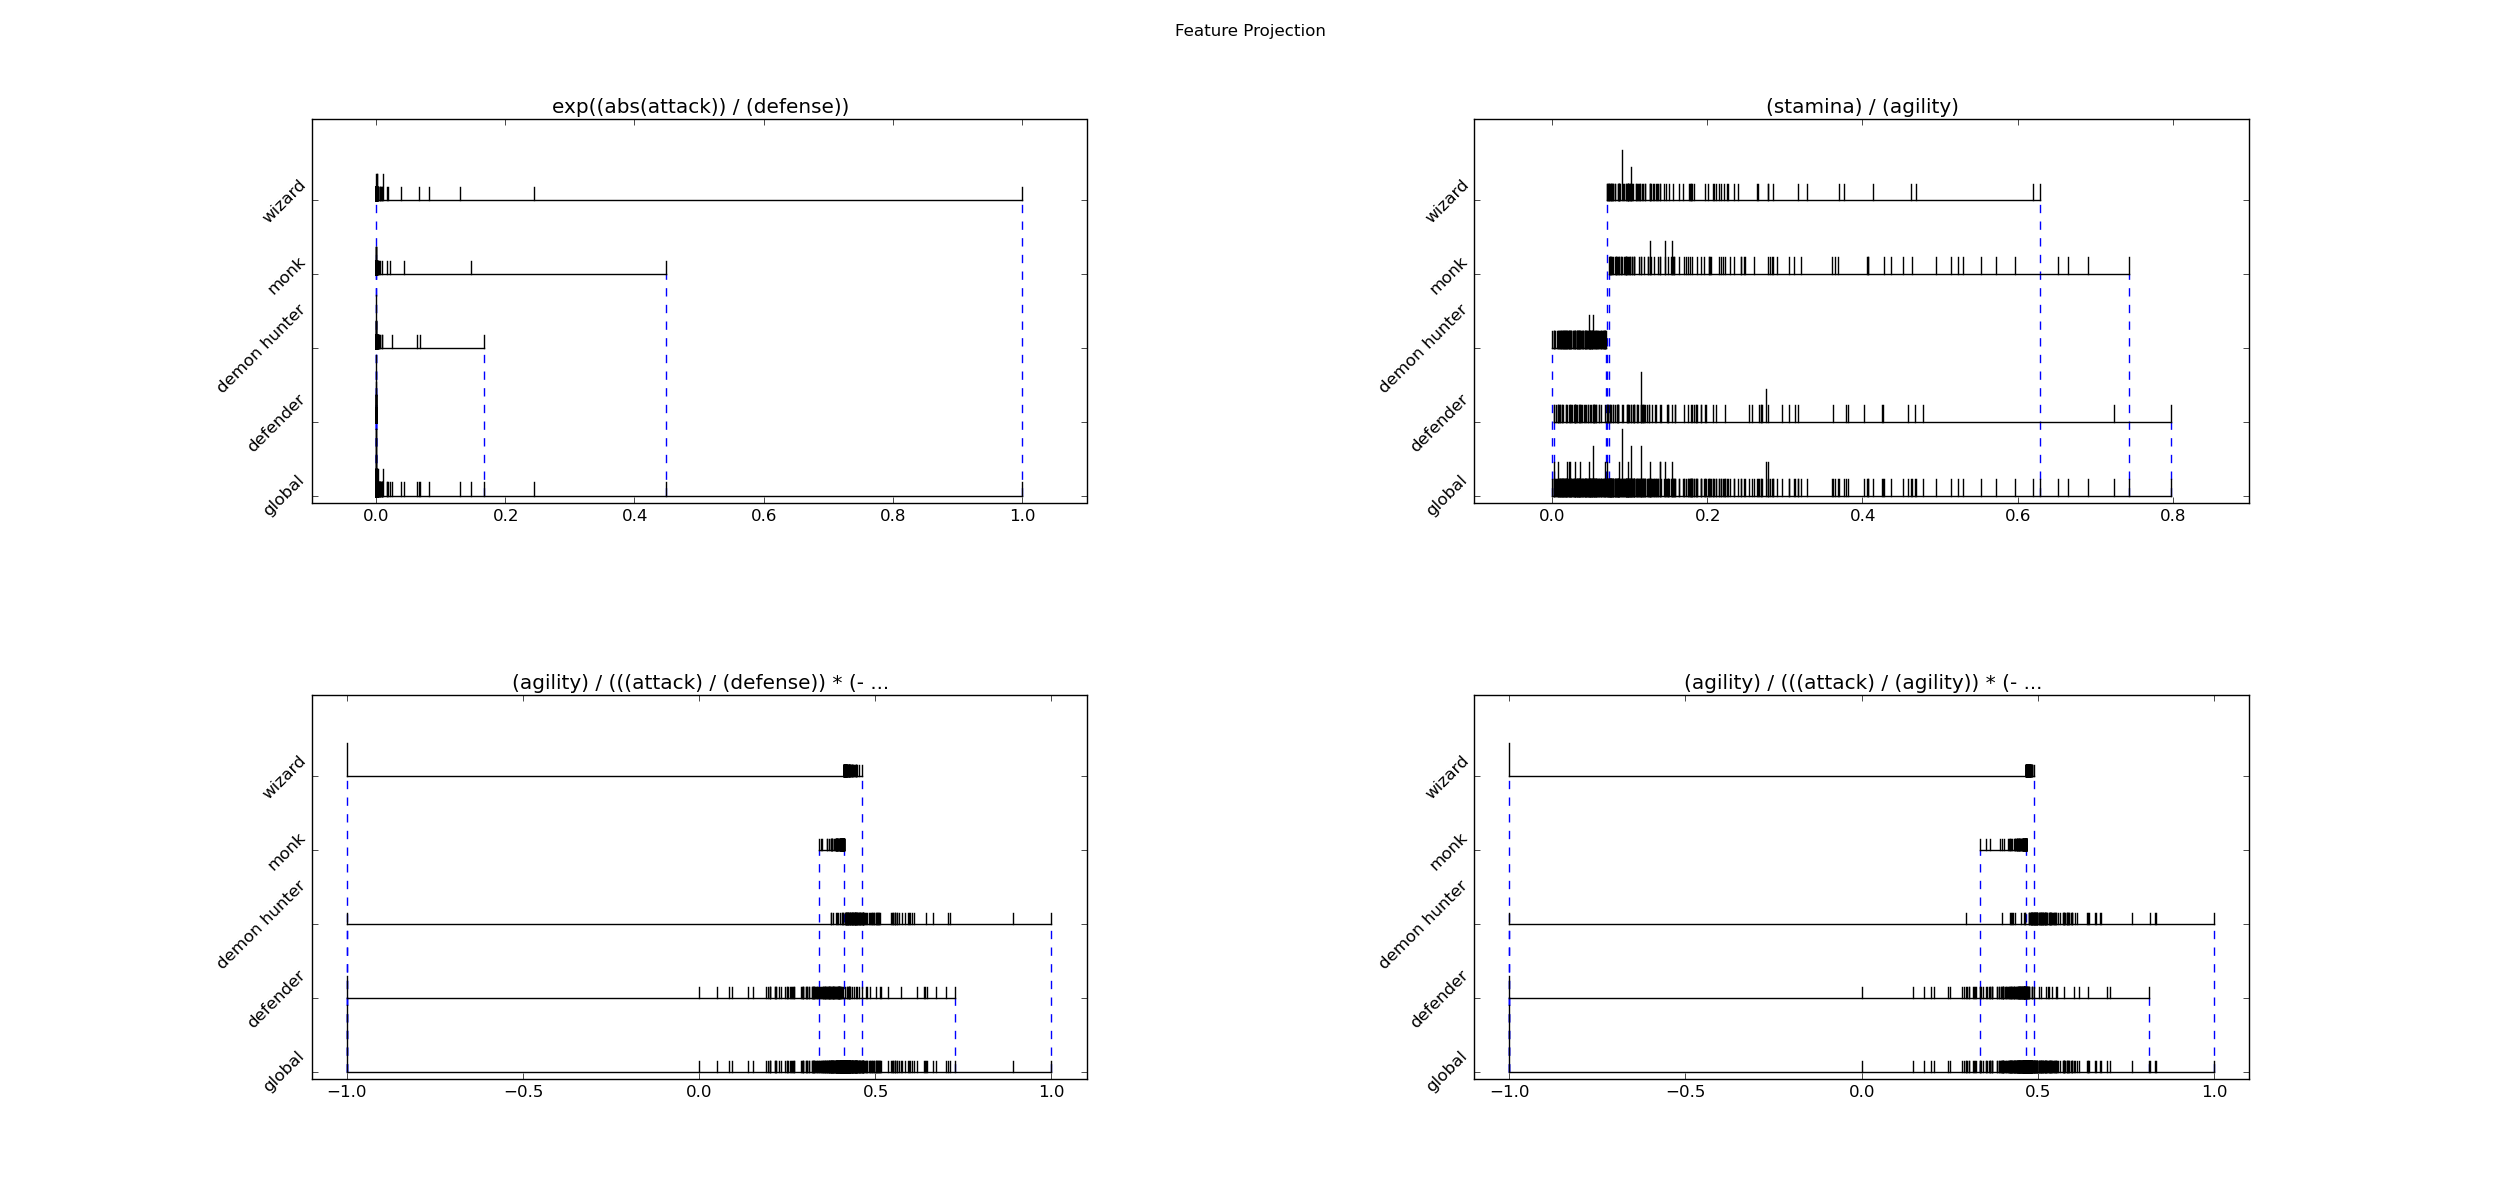 Feature Projection
exp((abs(attack)) / (defense))
wizard
monk
demon hunter
defender
global
0.0 0.2 0.4 0.6 0.8 1.0
(stamina) / (agility)
wizard
monk
demon hunter
defender
global
0.0 0.2 0.4 0.6 0.8
(agility) / (((attack) / (defense)) * (- ...
wizard
monk
demon hunter
defender
global
−1.0 −0.5 0.0 0.5 1.0
(agility) / (((attack) / (agility)) * (- ...
wizard
monk
demon hunter
defender
global
−1.0 −0.5 0.0 0.5 1.0